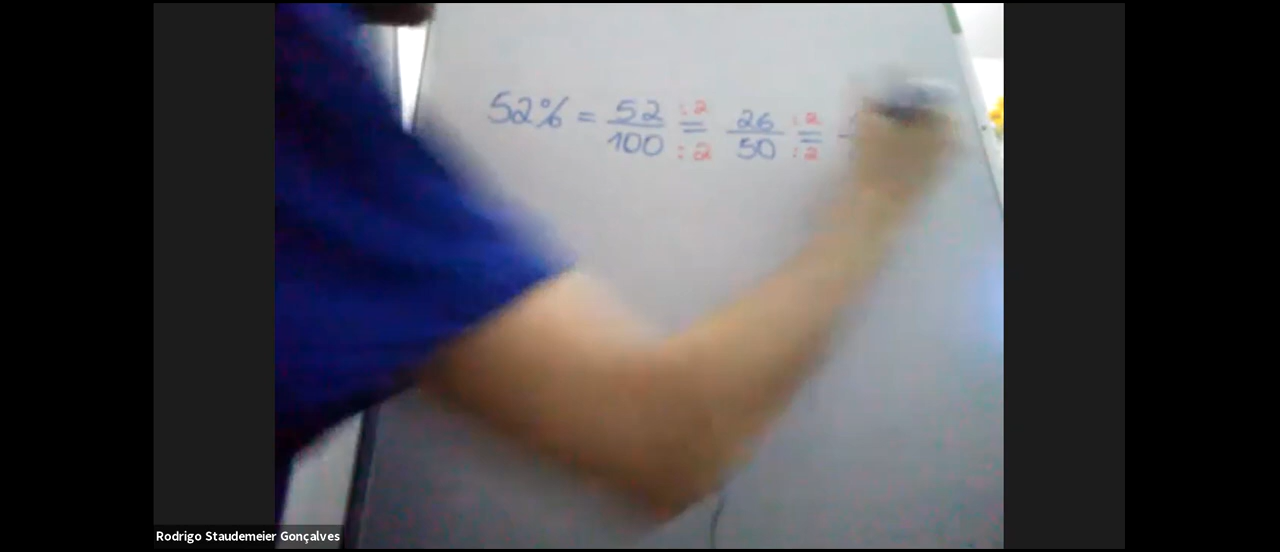 52% = 52/100 :2/:2 = 26/50 :2/:2 =
Rodrigo Staudemeier Gonçalves